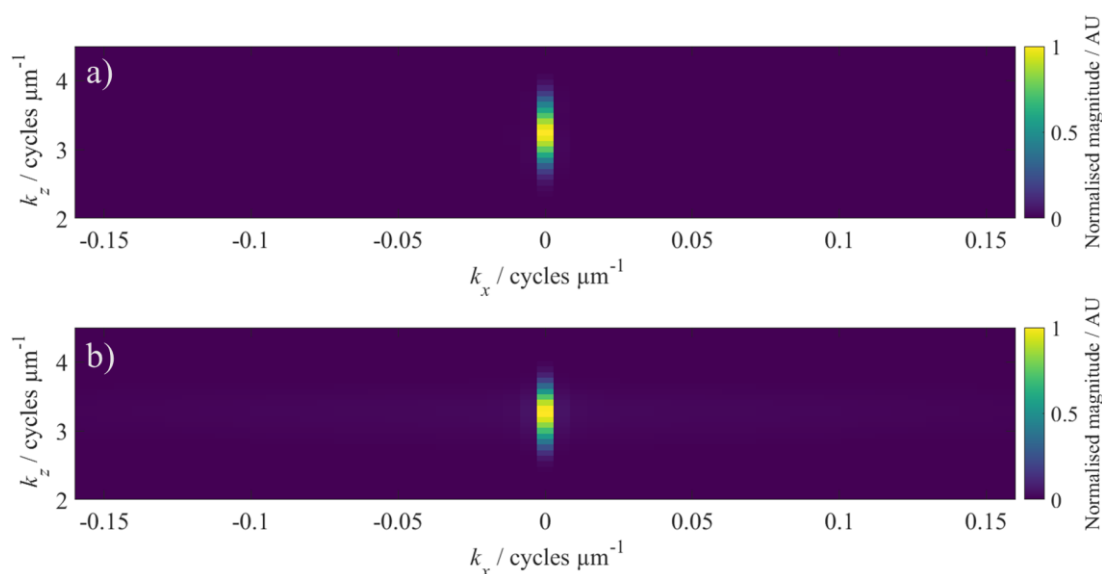 a)
k_z / cycles μm⁻¹
4
3
2
-0.15 -0.1 -0.05 0 0.05 0.1 0.15
k_x / cycles μm⁻¹
1
0.5
0
Normalised magnitude / AU
b)
k_z / cycles μm⁻¹
4
3
2
-0.15 -0.1 -0.05 0 0.05 0.1 0.15
k_x / cycles μm⁻¹
1
0.5
0
Normalised magnitude / AU